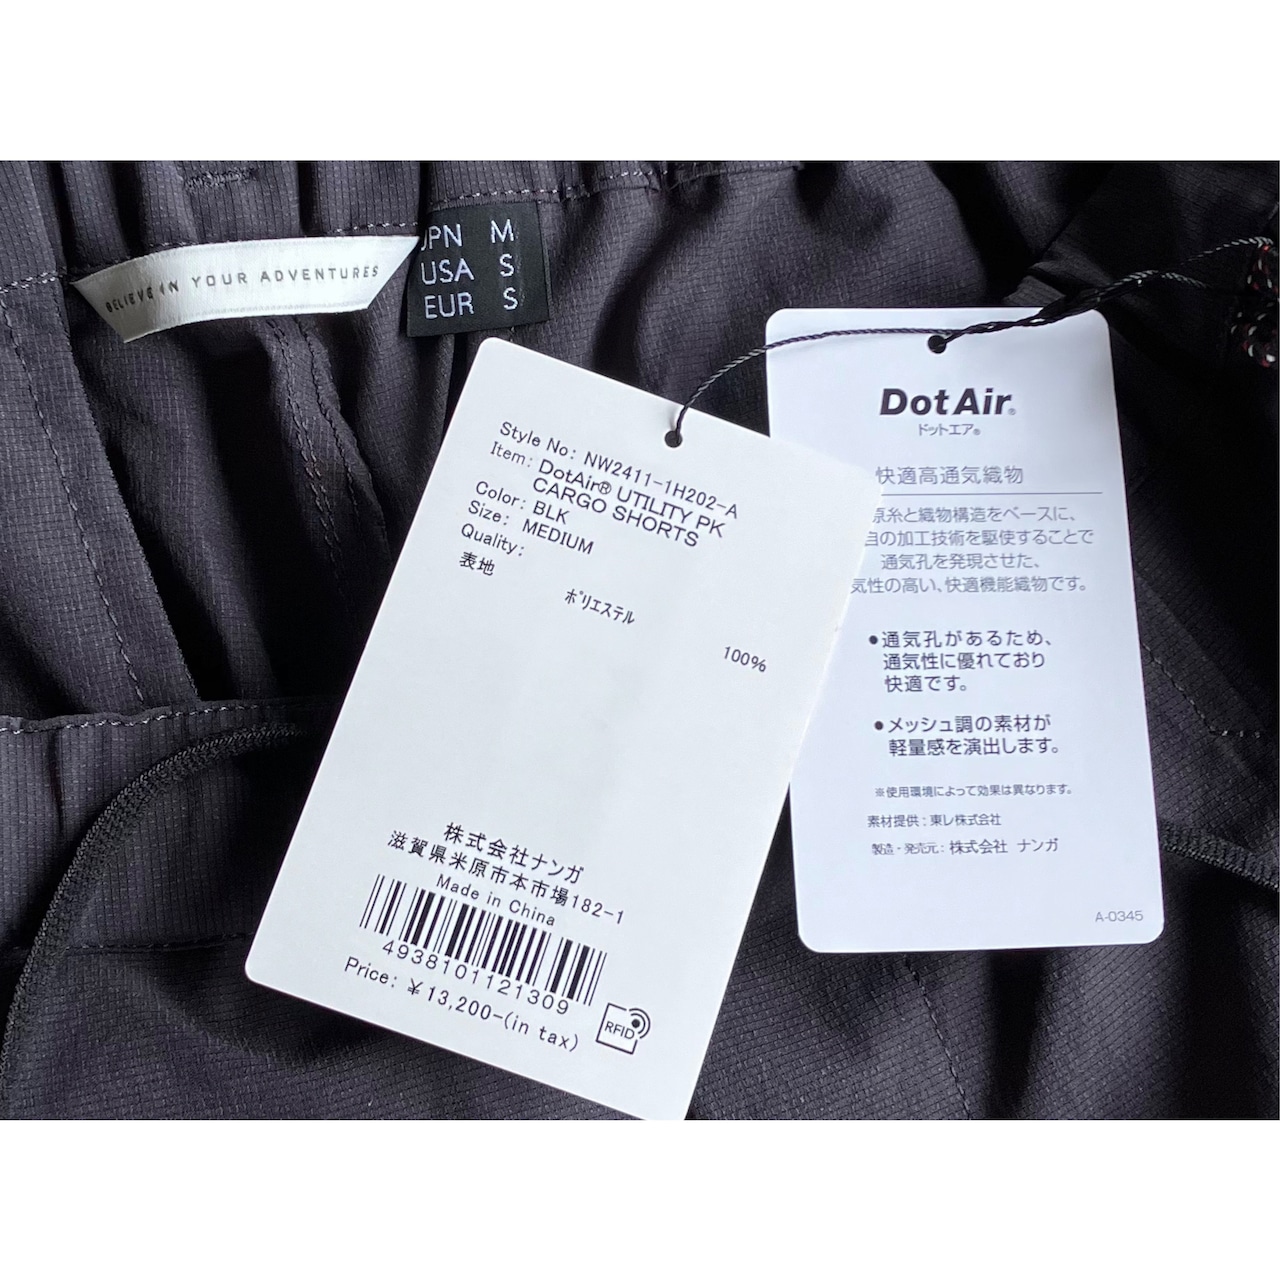 BELIEVE IN YOUR ADVENTURES
JPN M
USA S
EUR S
Style No: NW2411-1H202-A
Item: DotAir® UTILITY PK
CARGO SHORTS
Color: BLK
Size: MEDIUM
Quality:
表地
ポリエステル
100%
株式会社ナンガ
滋賀県米原市本市場182-1
Made in China
4938101121309
Price: ¥13,200-(in tax)
RFID
DotAir®
ドットエア®
快適高通気織物
原糸と織物構造をベースに、
自の加工技術を駆使することで
通気孔を発現させた、
気性の高い、快適機能織物です。
●通気孔があるため、
通気性に優れており
快適です。
●メッシュ調の素材が
軽量感を演出します。
※使用環境によって効果は異なります。
素材提供：東レ株式会社
製造・発売元：株式会社 ナンガ
A-0345